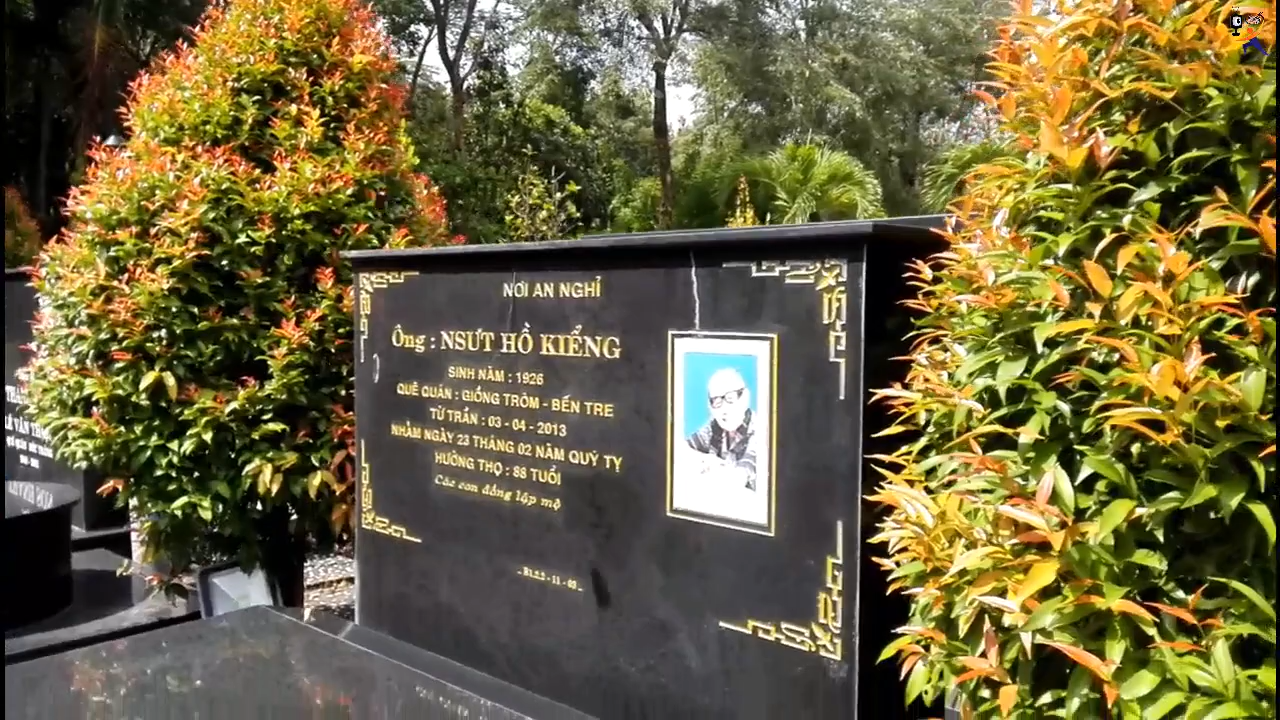 NƠI AN NGHỈ
Ông : NSƯT HỒ KIỂNG
SINH NĂM : 1926
QUÊ QUÁN : GIỒNG TRÔM - BẾN TRE
TỪ TRẦN : 03 - 04 - 2013
NHẰM NGÀY 23 THÁNG 02 NĂM QUÝ TỴ
HƯỞNG THỌ : 88 TUỔI
Các con đồng lập mộ
LÊ VĂN